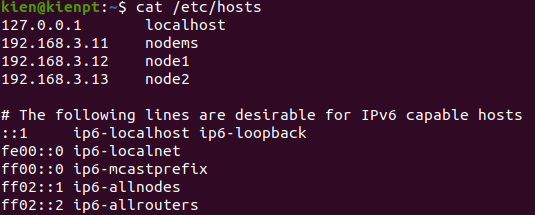 kien@kienpt:~$ cat /etc/hosts
127.0.0.1 localhost
192.168.3.11 nodems
192.168.3.12 node1
192.168.3.13 node2
# The following lines are desirable for IPv6 capable hosts
::1 ip6-localhost ip6-loopback
fe00::0 ip6-localnet
ff00::0 ip6-mcastprefix
ff02::1 ip6-allnodes
ff02::2 ip6-allrouters